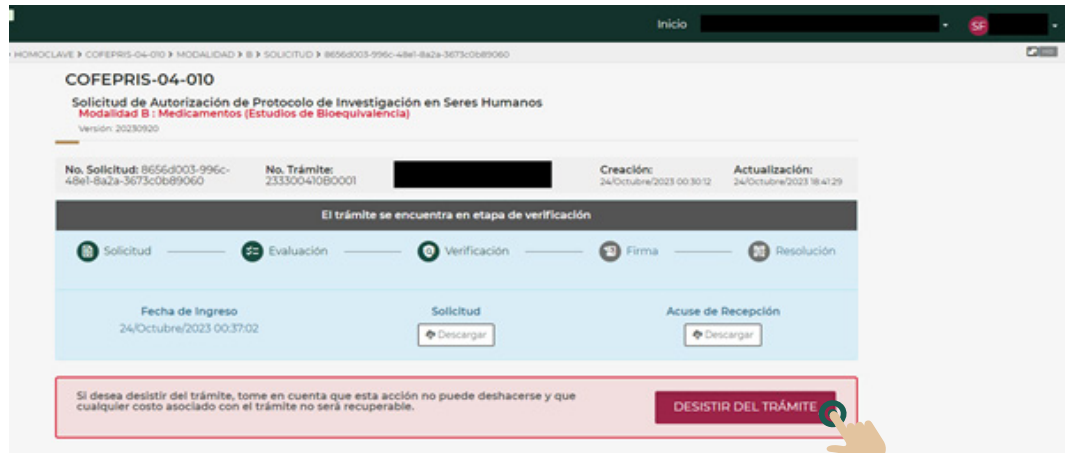 Inicio
SF
HOMOCLAVE > COFEPRIS-04-010 > MODALIDAD > B > SOLICITUD > 8656d003-996c-48e1-8a2a-3673c0b89060
COFEPRIS-04-010
Solicitud de Autorización de Protocolo de Investigación en Seres Humanos
Modalidad B : Medicamentos (Estudios de Bioequivalencia)
Versión: 20230920
No. Solicitud: 8656d003-996c-
48e1-8a2a-3673c0b89060
No. Trámite:
233300410B0001
Creación:
24/Octubre/2023 00:30:12
Actualización:
24/Octubre/2023 18:41:29
El trámite se encuentra en etapa de verificación
Solicitud
Evaluación
Verificación
Firma
Resolución
Fecha de Ingreso
24/Octubre/2023 00:37:02
Solicitud
Descargar
Acuse de Recepción
Descargar
Si desea desistir del trámite, tome en cuenta que esta acción no puede deshacerse y que
cualquier costo asociado con el trámite no será recuperable.
DESISTIR DEL TRÁMITE